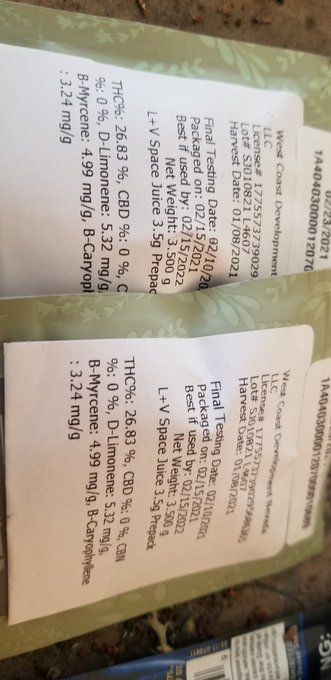 02/23/2021
1A4040300001207
West Coast Development
LLC
License# 1775573739029
Lot# SJ010821 L4607
Harvest Date: 01/08/2021
Final Testing Date: 02/10/20
Packaged on: 02/15/2021
Best if used by: 02/15/2022
Net Weight: 3.500 g
L+V Space Juice 3.5g Prepac
THC%: 26.83 %, CBD %: 0 %, C
%: 0 %, D-Limonene: 5.32 mg/g,
B-Myrcene: 4.99 mg/g, B-Caryoph
: 3.24 mg/g
West Coast Development Nevada
LLC
License#
Lot# SJ010821 L4607
Harvest Date: 01/08/2021
Final Testing Date: 02/10/2021
Packaged on: 02/15/2021
Best if used by: 02/15/2022
Net Weight: 3.500 g
L+V Space Juice 3.5g Prepack
THC%: 26.83 %, CBD %: 0 %, CBN
%: 0 %, D-Limonene: 5.32 mg/g,
B-Myrcene: 4.99 mg/g, B-Caryophyllene
: 3.24 mg/g